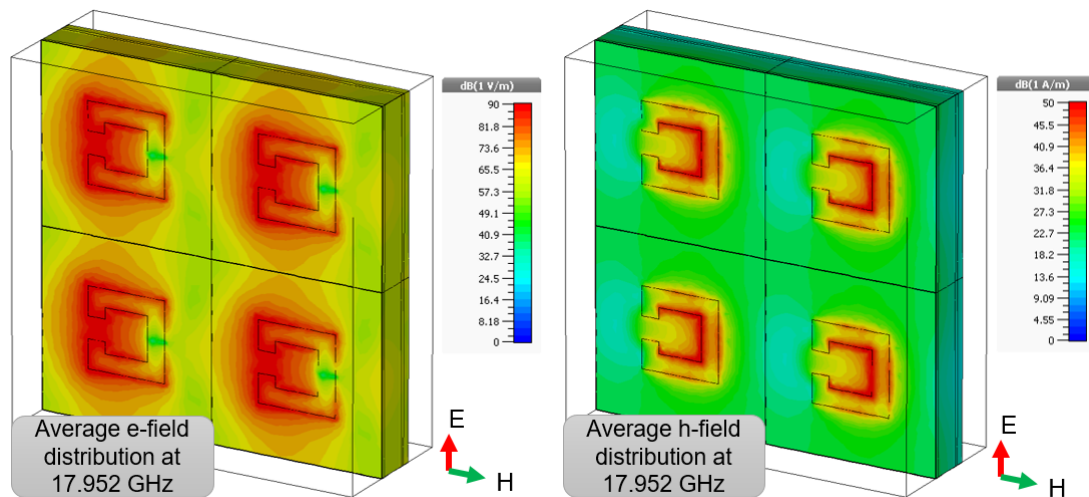 dB(1 V/m)
90
81.8
73.6
65.5
57.3
49.1
40.9
32.7
24.5
16.4
8.18
0
Average e-field
distribution at
17.952 GHz
E
H
dB(1 A/m)
50
45.5
40.9
36.4
31.8
27.3
22.7
18.2
13.6
9.09
4.55
0
Average h-field
distribution at
17.952 GHz
E
H